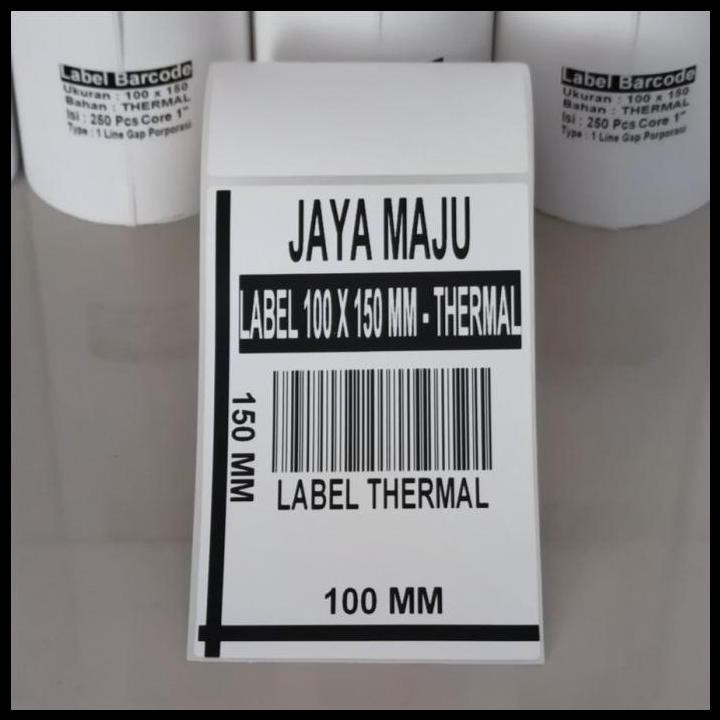 Label Barcode
Ukuran : 100 x 150
Bahan : THERMAL
Isi : 250 Pcs Core 1"
Type : 1 Line Gap Porporasi
Label Barcode
Ukuran : 100 x 150
Bahan : THERMAL
Isi : 250 Pcs Core 1"
Type : 1 Line Gap Porporasi
JAYA MAJU
LABEL 100 X 150 MM - THERMAL
150 MM
LABEL THERMAL
100 MM